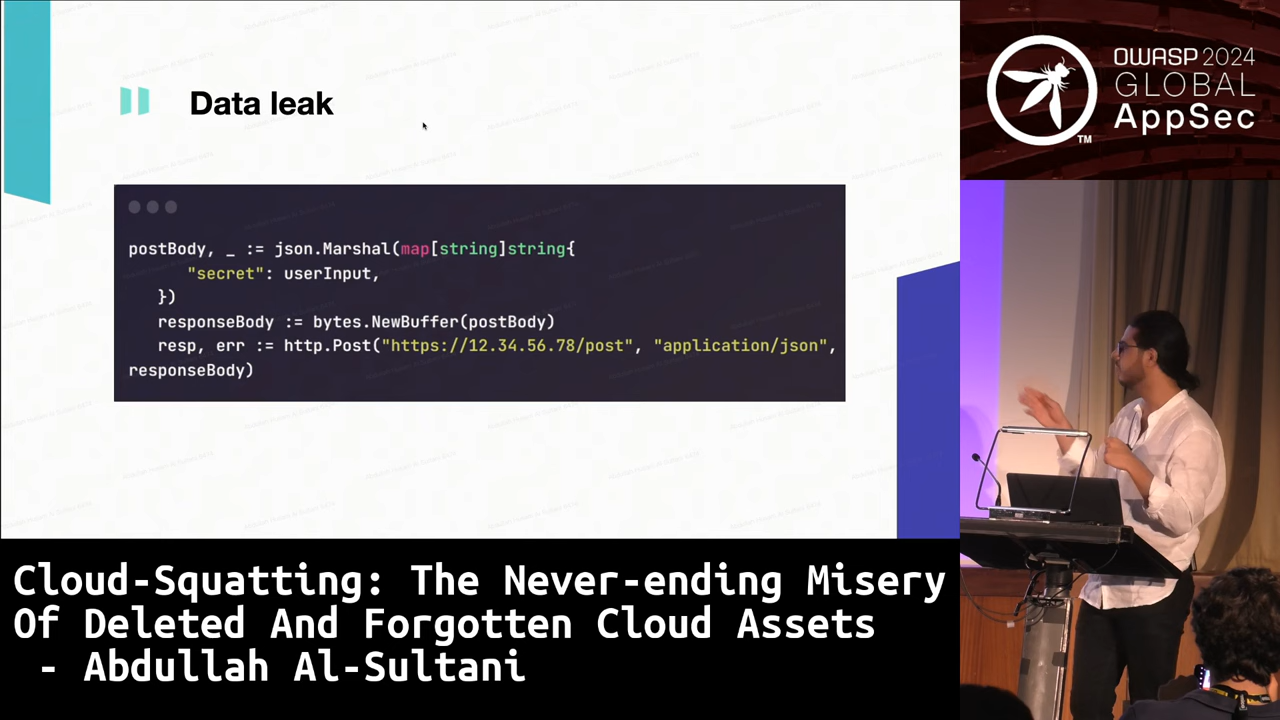 Data leak
postBody, _ := json.Marshal(map[string]string{
"secret": userInput,
})
responseBody := bytes.NewBuffer(postBody)
resp, err := http.Post("https://12.34.56.78/post", "application/json",
responseBody)
OWASP 2024
GLOBAL
AppSec
TM
Cloud-Squatting: The Never-ending Misery
Of Deleted And Forgotten Cloud Assets
- Abdullah Al-Sultani